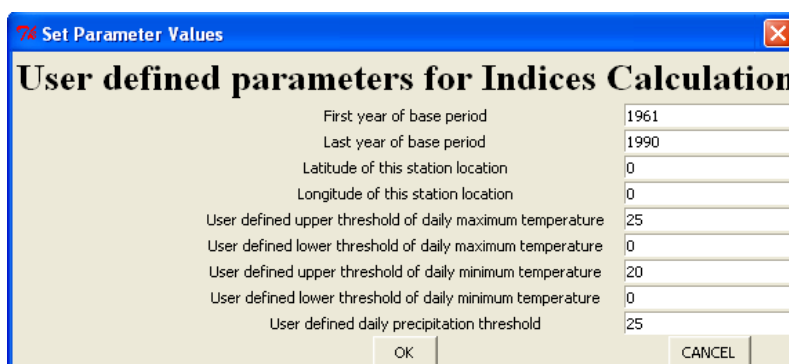 Set Parameter Values
User defined parameters for Indices Calculation
First year of base period 1961
Last year of base period 1990
Latitude of this station location 0
Longitude of this station location 0
User defined upper threshold of daily maximum temperature 25
User defined lower threshold of daily maximum temperature 0
User defined upper threshold of daily minimum temperature 20
User defined lower threshold of daily minimum temperature 0
User defined daily precipitation threshold 25
OK CANCEL